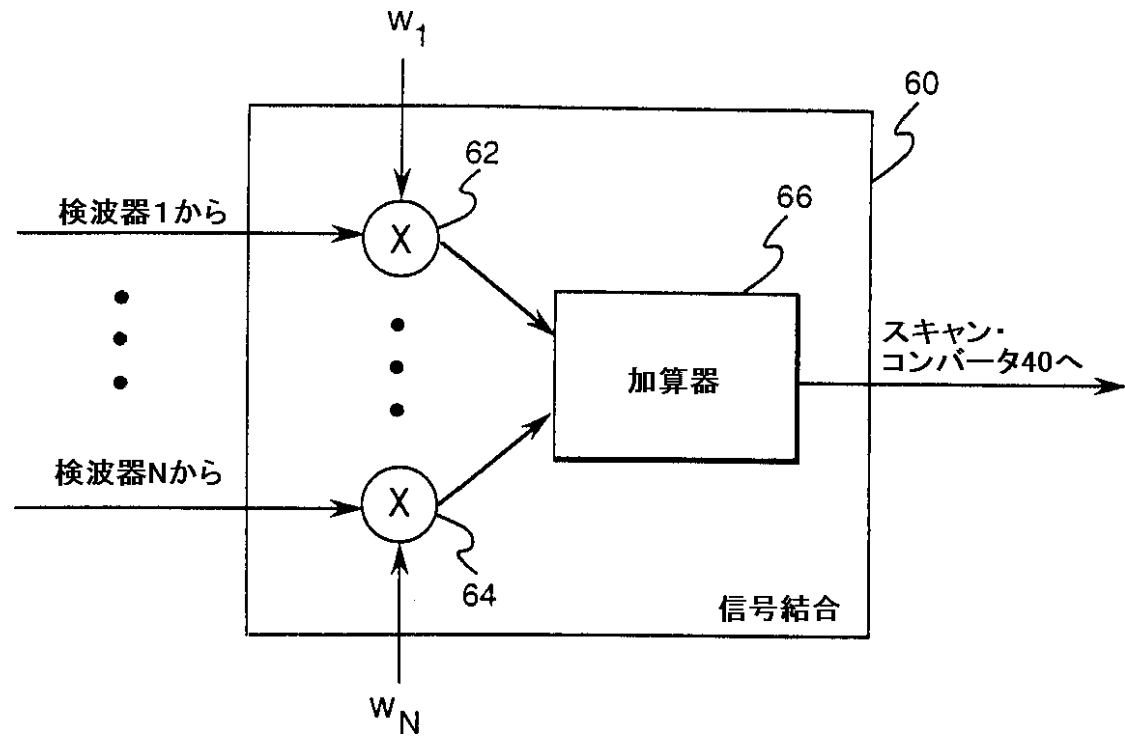 w1
60
62
検波器1から
X
66
スキャン・
コンバータ40へ
加算器
検波器Nから
X
64
信号結合
wN